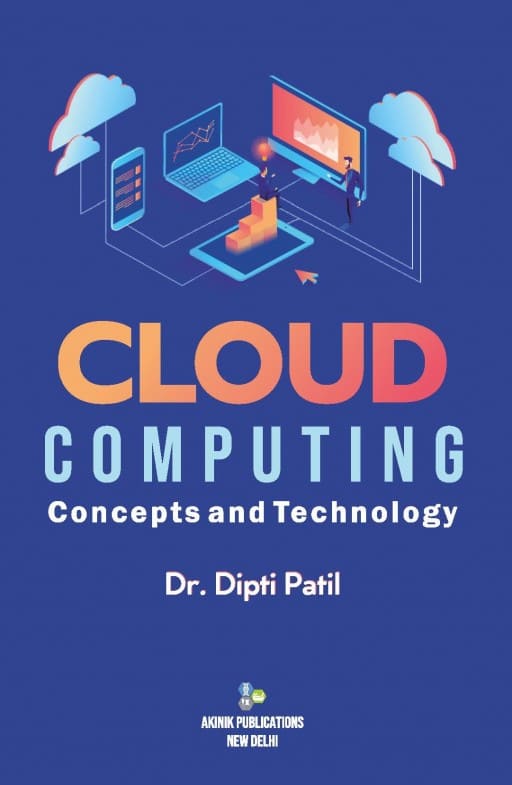 CLOUD
COMPUTING
Concepts and Technology
Dr. Dipti Patil
AKINIK PUBLICATIONS
NEW DELHI